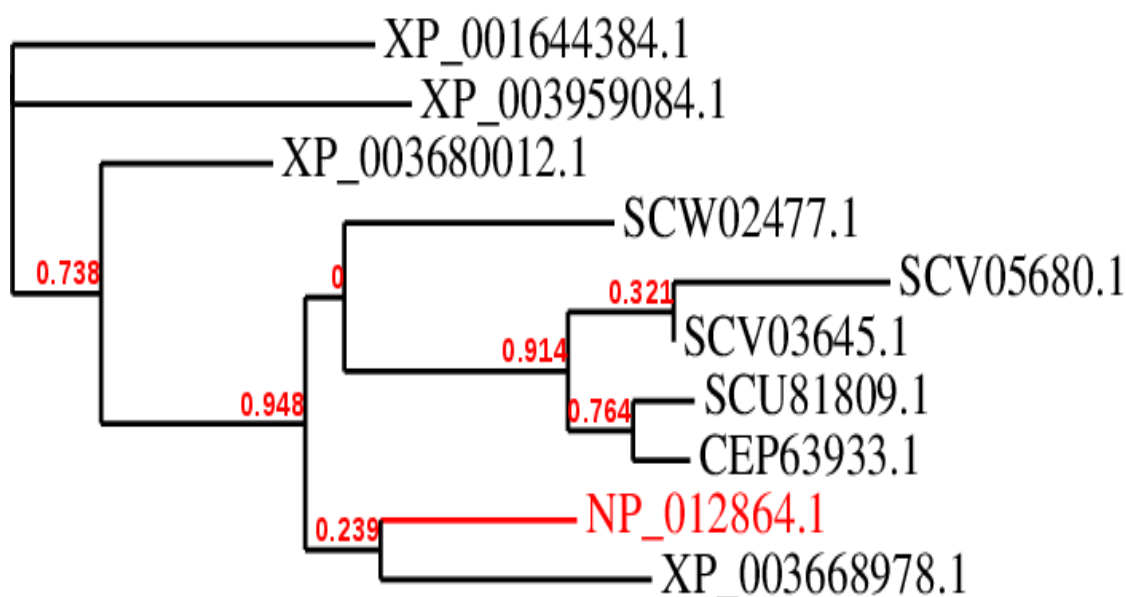 XP_001644384.1
XP_003959084.1
XP_003680012.1
SCW02477.1
0.738
0
0.321
SCV05680.1
SCV03645.1
0.914
SCU81809.1
0.764
0.948
CEP63933.1
NP_012864.1
0.239
XP_003668978.1